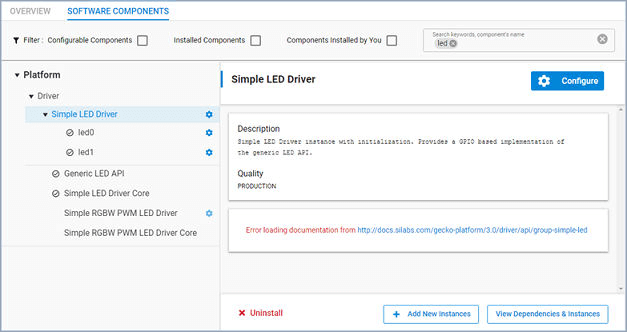 OVERVIEW
SOFTWARE COMPONENTS
Filter :
Configurable Components
Installed Components
Components Installed by You
Search keywords, component's name
led
Platform
Driver
Simple LED Driver
led0
led1
Generic LED API
Simple LED Driver Core
Simple RGBW PWM LED Driver
Simple RGBW PWM LED Driver Core
Simple LED Driver
Configure
Description
Simple LED Driver instance with initialization. Provides a GPIO based implementation of
the generic LED API.
Quality
PRODUCTION
Error loading documentation from http://docs.silabs.com/gecko-platform/3.0/driver/api/group-simple-led
Uninstall
Add New Instances
View Dependencies & Instances